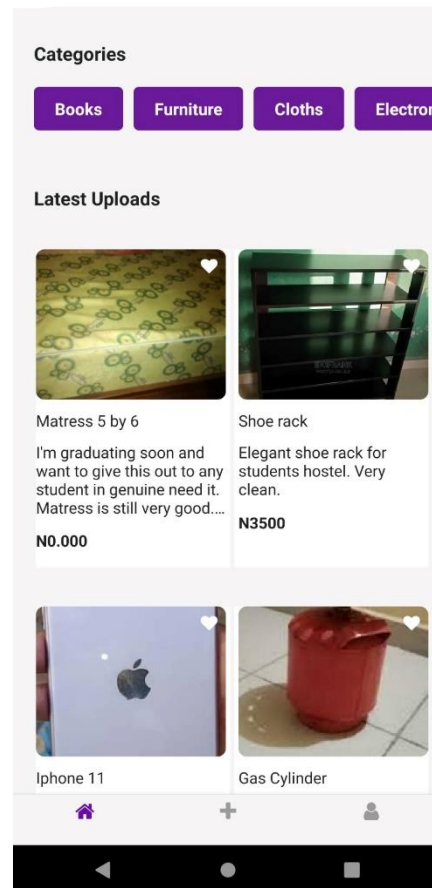 Categories
Books
Furniture
Cloths
Electron
Latest Uploads
Matress 5 by 6
I'm graduating soon and
want to give this out to any
student in genuine need it.
Matress is still very good....
N0.000
Shoe rack
Elegant shoe rack for
students hostel. Very
clean.
N3500
Iphone 11
Gas Cylinder